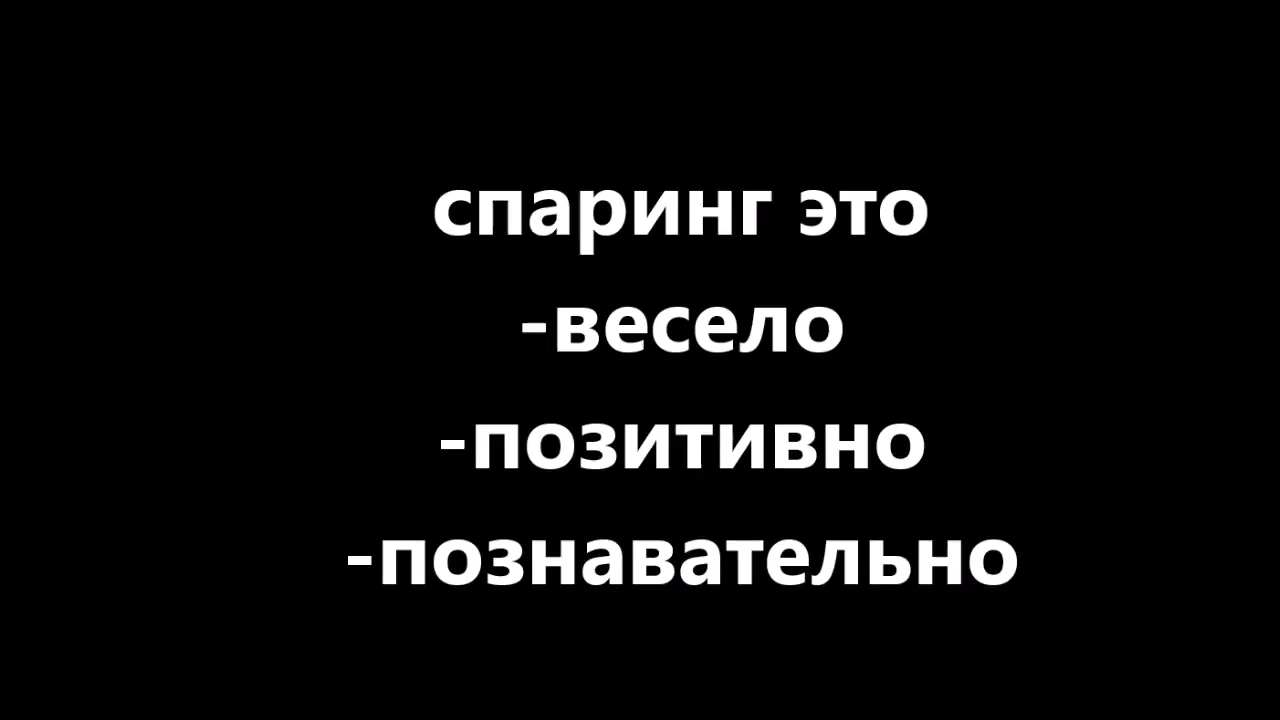 спаринг это
-весело
-позитивно
-познавательно